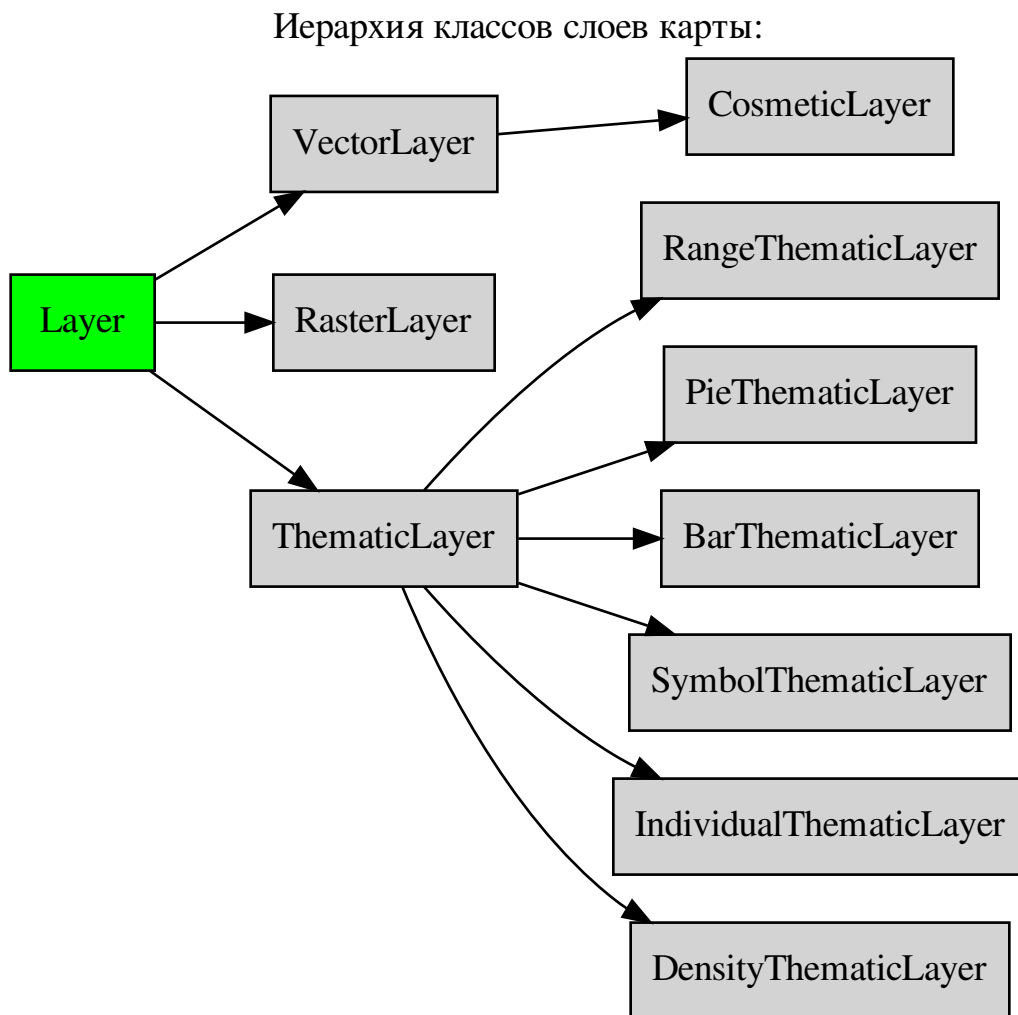 Иерархия классов слоев карты:
CosmeticLayer
VectorLayer
RangeThematicLayer
Layer
RasterLayer
PieThematicLayer
ThematicLayer
BarThematicLayer
SymbolThematicLayer
IndividualThematicLayer
DensityThematicLayer